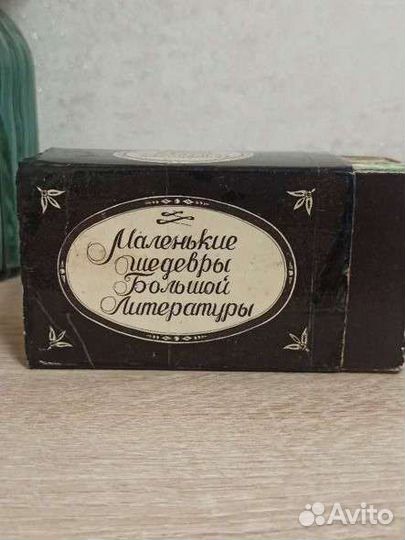 Маленькие
шедевры
Большой
Литературы
Avito